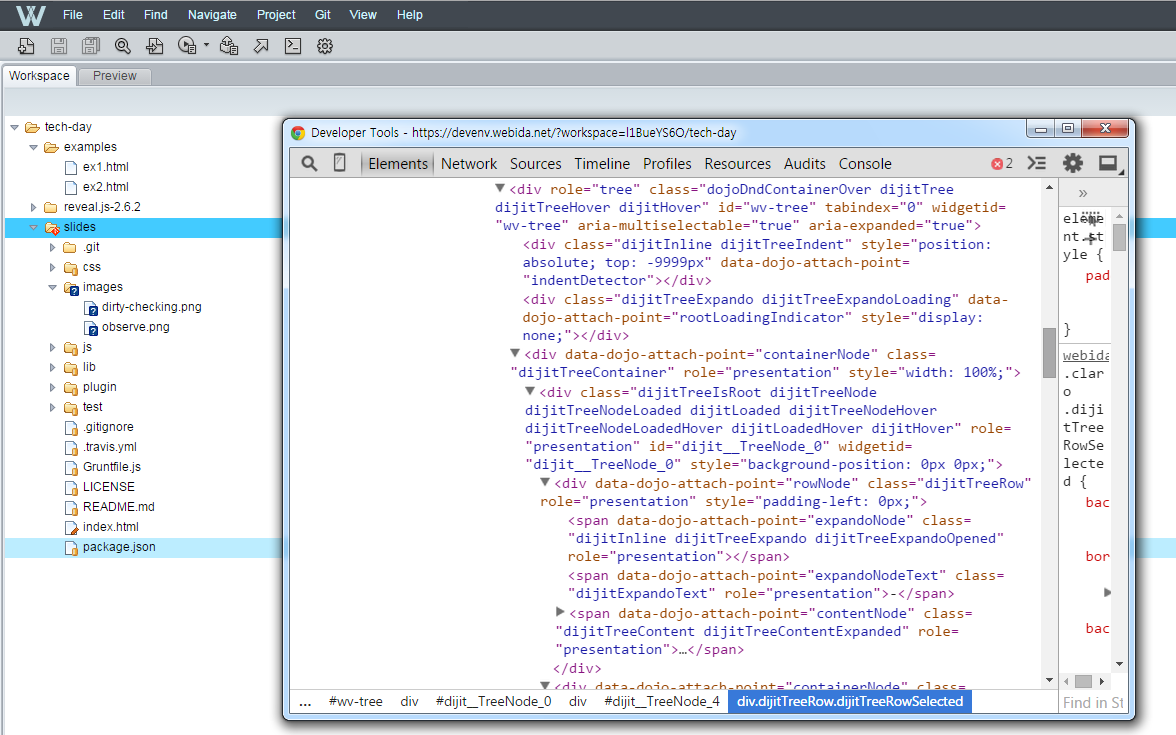 W File Edit Find Navigate Project Git View Help
Workspace Preview
tech-day
examples
ex1.html
ex2.html
reveal.js-2.6.2
slides
.git
css
images
dirty-checking.png
observe.png
js
lib
plugin
test
.gitignore
.travis.yml
Gruntfile.js
LICENSE
README.md
index.html
package.json
Developer Tools - https://devenv.webida.net/?workspace=l1BueYS6O/tech-day
Elements Network Sources Timeline Profiles Resources Audits Console 2
<div role="tree" class="dojoDndContainerOver dijitTree
dijitTreeHover dijitHover" id="wv-tree" tabindex="0" widgetid=
"wv-tree" aria-multiselectable="true" aria-expanded="true">
<div class="dijitInline dijitTreeIndent" style="position:
absolute; top: -9999px" data-dojo-attach-point=
"indentDetector"></div>
<div class="dijitTreeExpando dijitTreeExpandoLoading" data-
dojo-attach-point="rootLoadingIndicator" style="display:
none;"></div>
<div data-dojo-attach-point="containerNode" class=
"dijitTreeContainer" role="presentation" style="width: 100%;">
<div class="dijitTreeIsRoot dijitTreeNode
dijitTreeNodeLoaded dijitLoaded dijitTreeNodeHover
dijitTreeNodeLoadedHover dijitLoadedHover dijitHover" role=
"presentation" id="dijit__TreeNode_0" widgetid=
"dijit__TreeNode_0" style="background-position: 0px 0px;">
<div data-dojo-attach-point="rowNode" class="dijitTreeRow"
role="presentation" style="padding-left: 0px;">
<span data-dojo-attach-point="expandoNode" class=
"dijitInline dijitTreeExpando dijitTreeExpandoOpened"
role="presentation"></span>
<span data-dojo-attach-point="expandoNodeText" class=
"dijitExpandoText" role="presentation">-</span>
<span data-dojo-attach-point="contentNode" class=
"dijitTreeContent dijitTreeContentExpanded" role=
"presentation">…</span>
</div>
<div data-dojo-attach-point="containerNode" class=
... #wv-tree div #dijit__TreeNode_0 div #dijit__TreeNode_4 div.dijitTreeRow.dijitTreeRowSelected
»
eleme
nt.st
yle {
pad
}
webida
.clar
o
.diji
tTree
RowSe
lecte
d {
bac
bor
bac
Find in St